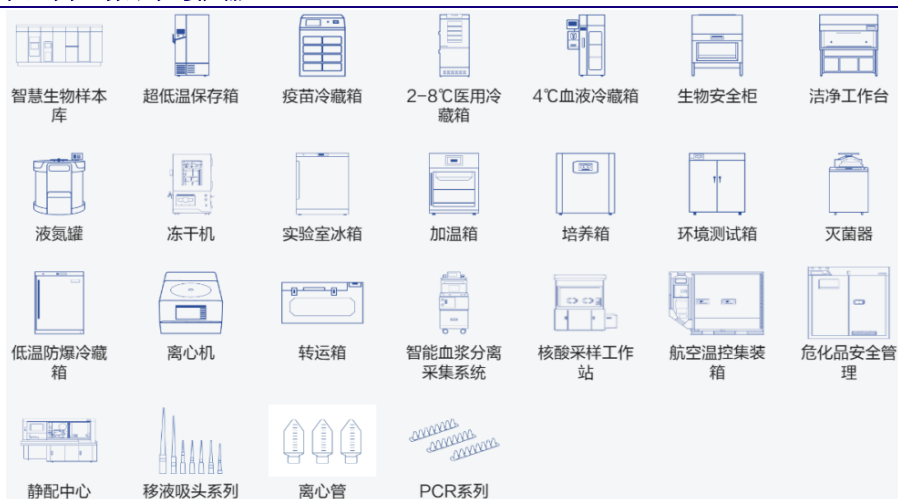 智慧生物样本
库
超低温保存箱
疫苗冷藏箱
2-8℃医用冷
藏箱
4℃血液冷藏箱
生物安全柜
洁净工作台
液氮罐
冻干机
实验室冰箱
加温箱
培养箱
环境测试箱
灭菌器
低温防爆冷藏
箱
离心机
转运箱
智能血浆分离
采集系统
核酸采样工作
站
航空温控集装
箱
危化品安全管
理
静配中心
移液吸头系列
离心管
PCR系列